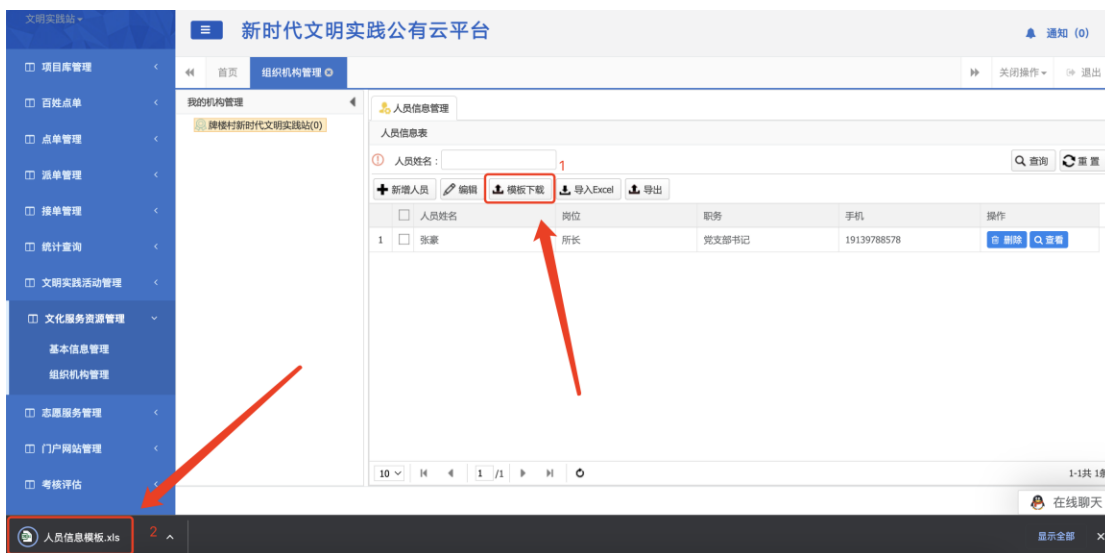 文明实践站
新时代文明实践公有云平台
通知 (0)
项目库管理
百姓点单
点单管理
派单管理
接单管理
统计查询
文明实践活动管理
文化服务资源管理
基本信息管理
组织机构管理
志愿服务管理
门户网站管理
考核评估
首页 组织机构管理 关闭操作 退出
我的机构管理
牌楼村新时代文明实践站(0)
人员信息管理
人员信息表
人员姓名：
1
查询 重置
新增人员 编辑 模板下载 导入Excel 导出
人员姓名 岗位 职务 手机 操作
1 张豪 所长 党支部书记 19139788578 删除 查看
10 1 /1 1-1共 1条
在线聊天
人员信息模板.xls 2 显示全部